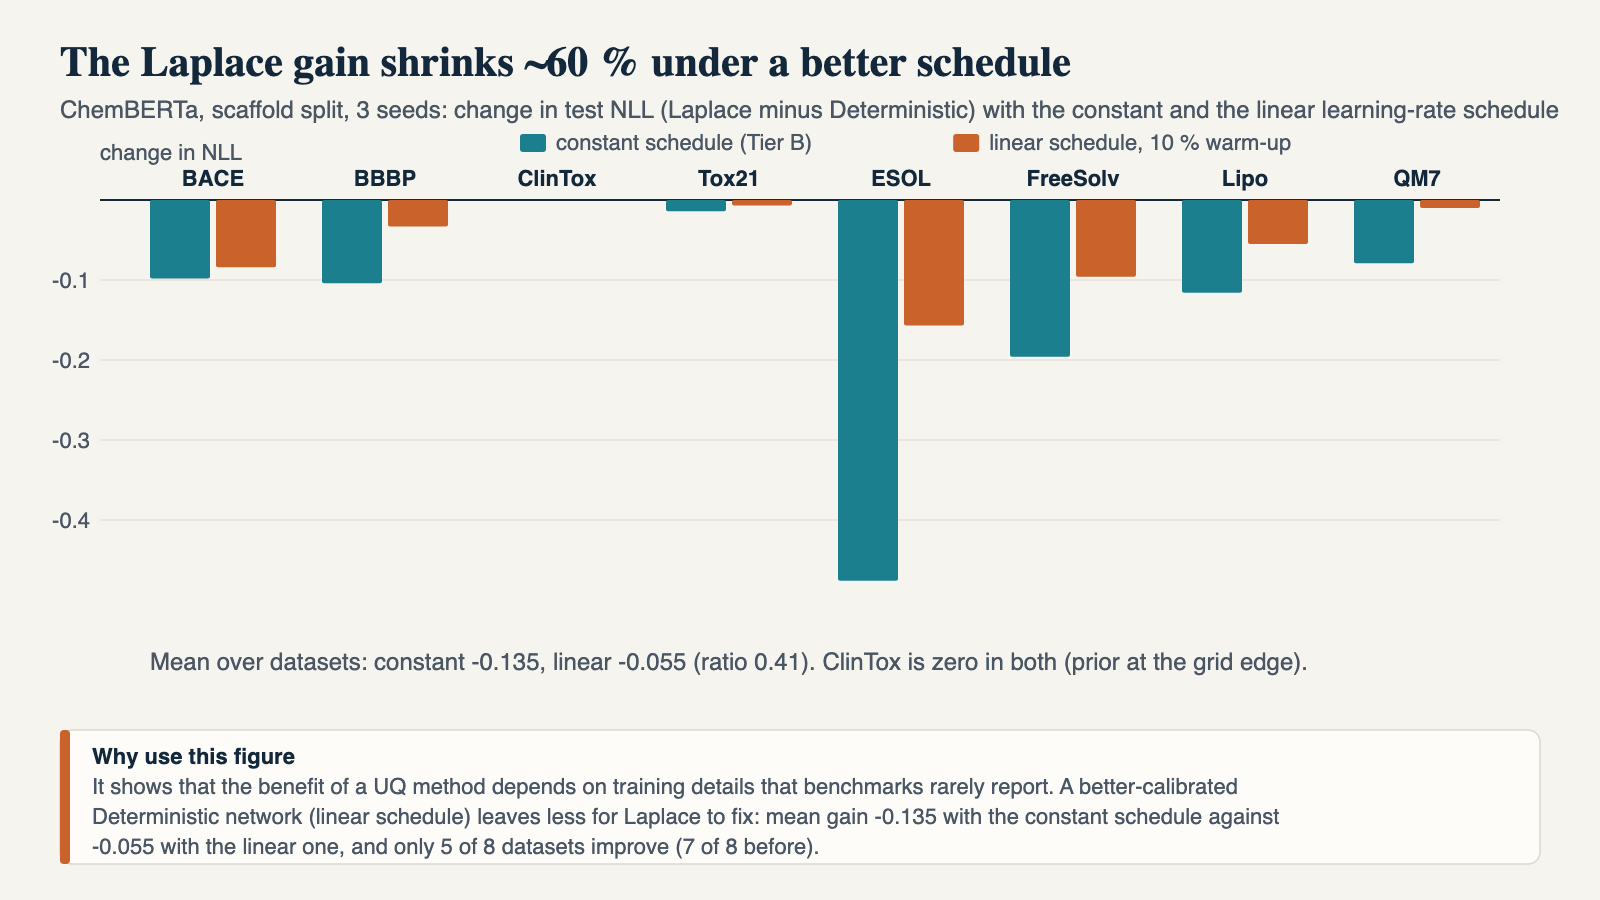 The Laplace gain shrinks ~60 % under a better schedule
ChemBERTa, scaffold split, 3 seeds: change in test NLL (Laplace minus Deterministic) with the constant and the linear learning-rate schedule
constant schedule (Tier B)
linear schedule, 10 % warm-up
change in NLL
BACE
BBBP
ClinTox
Tox21
ESOL
FreeSolv
Lipo
QM7
-0.1
-0.2
-0.3
-0.4
Mean over datasets: constant -0.135, linear -0.055 (ratio 0.41). ClinTox is zero in both (prior at the grid edge).
Why use this figure
It shows that the benefit of a UQ method depends on training details that benchmarks rarely report. A better-calibrated
Deterministic network (linear schedule) leaves less for Laplace to fix: mean gain -0.135 with the constant schedule against
-0.055 with the linear one, and only 5 of 8 datasets improve (7 of 8 before).